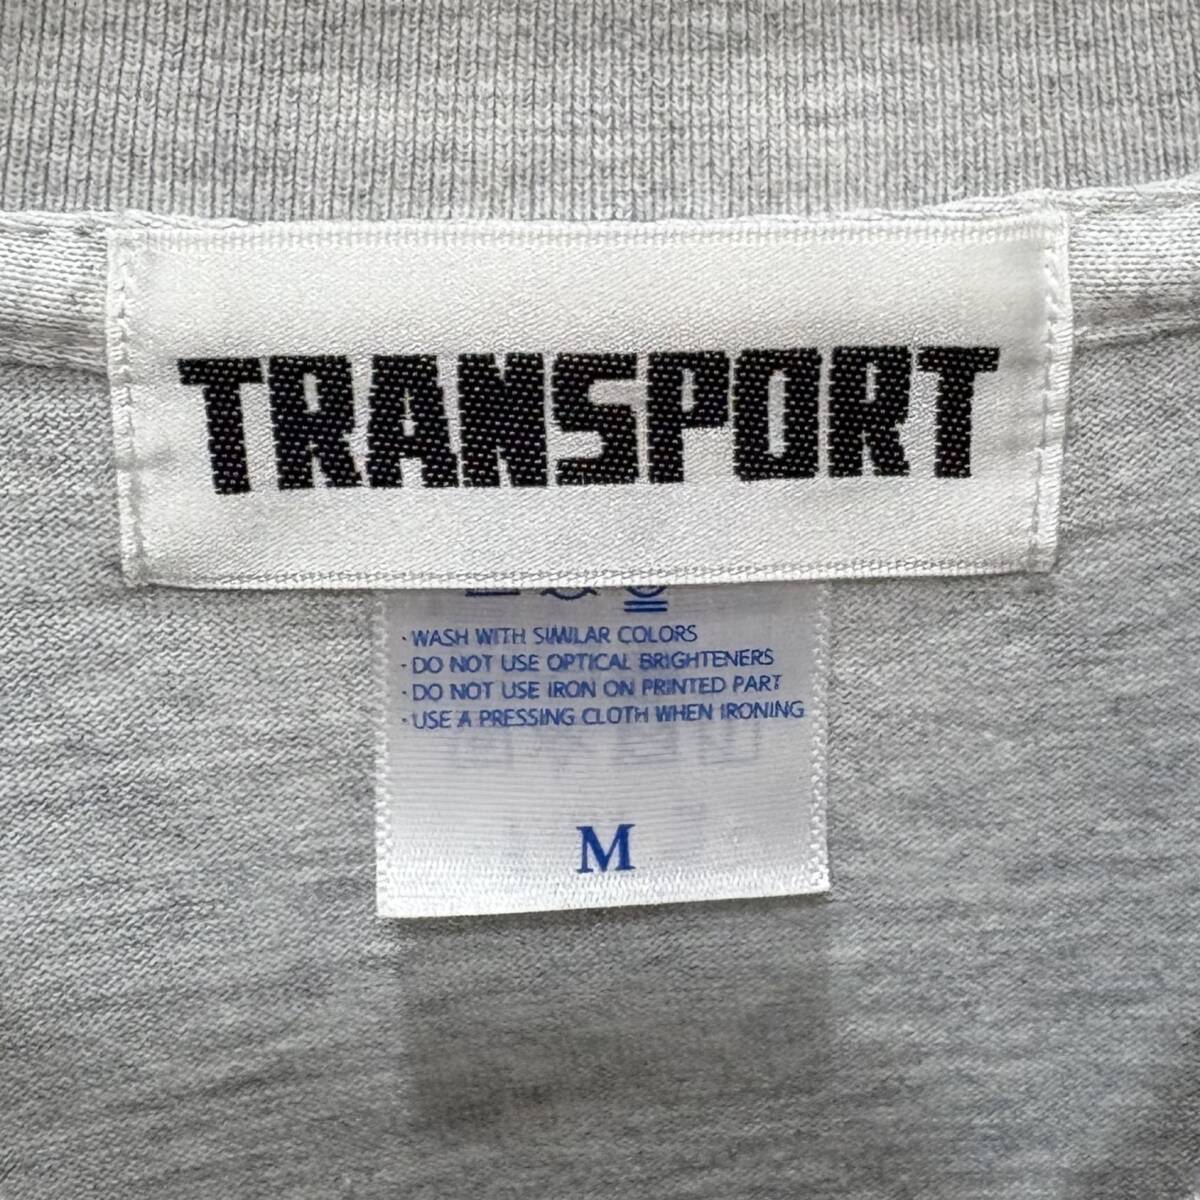 TRANSPORT
· WASH WITH SIMILAR COLORS
· DO NOT USE OPTICAL BRIGHTENERS
· DO NOT USE IRON ON PRINTED PART
· USE A PRESSING CLOTH WHEN IRONING
M